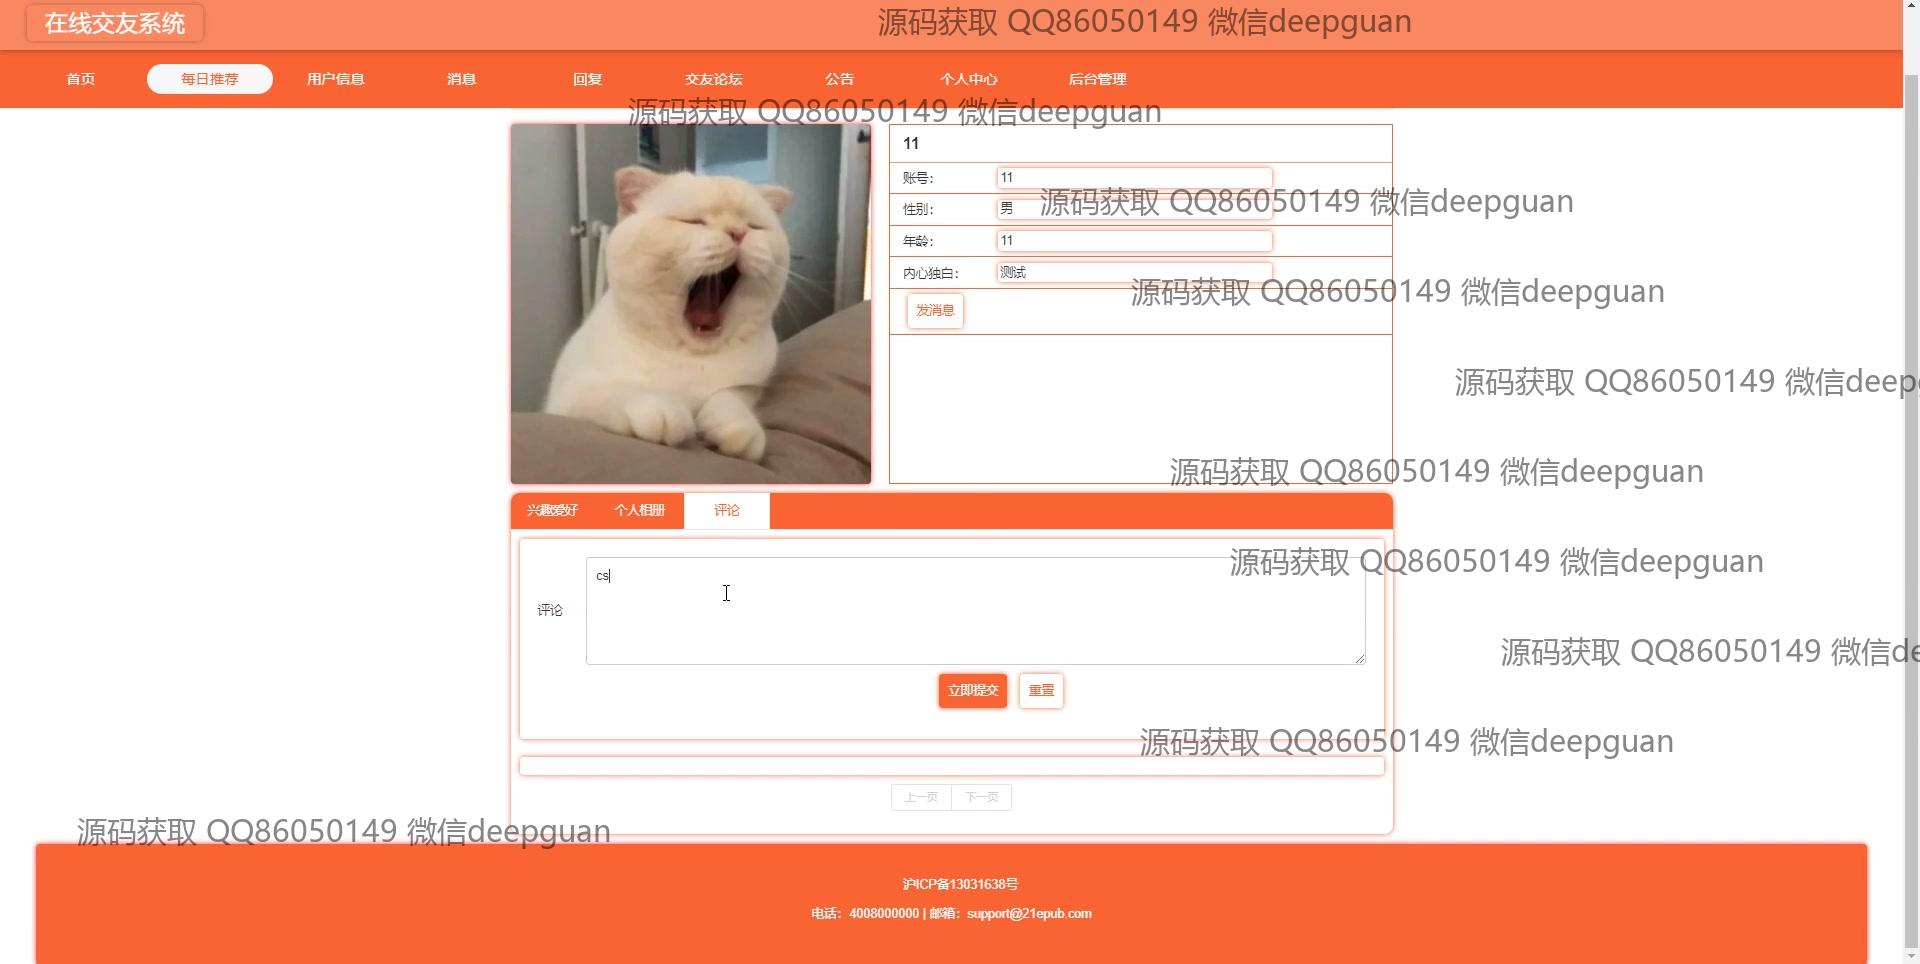 在线交友系统
源码获取 QQ86050149 微信deepguan
首页
每日推荐
用户信息
消息
回复
交友论坛
公告
个人中心
后台管理
源码获取 QQ86050149 微信deepguan
11
账号: 11
源码获取 QQ86050149 微信deepguan
性别: 男
年龄: 11
内心独白: 测试
源码获取 QQ86050149 微信deepguan
发消息
源码获取 QQ86050149 微信deep
源码获取 QQ86050149 微信deepguan
兴趣爱好
个人相册
评论
源码获取 QQ86050149 微信deepguan
cs
评论
源码获取 QQ86050149 微信de
立即提交
重置
源码获取 QQ86050149 微信deepguan
上一页
下一页
源码获取 QQ86050149 微信deepguan
沪ICP备13031638号
电话：4008000000 | 邮箱：support@21epub.com